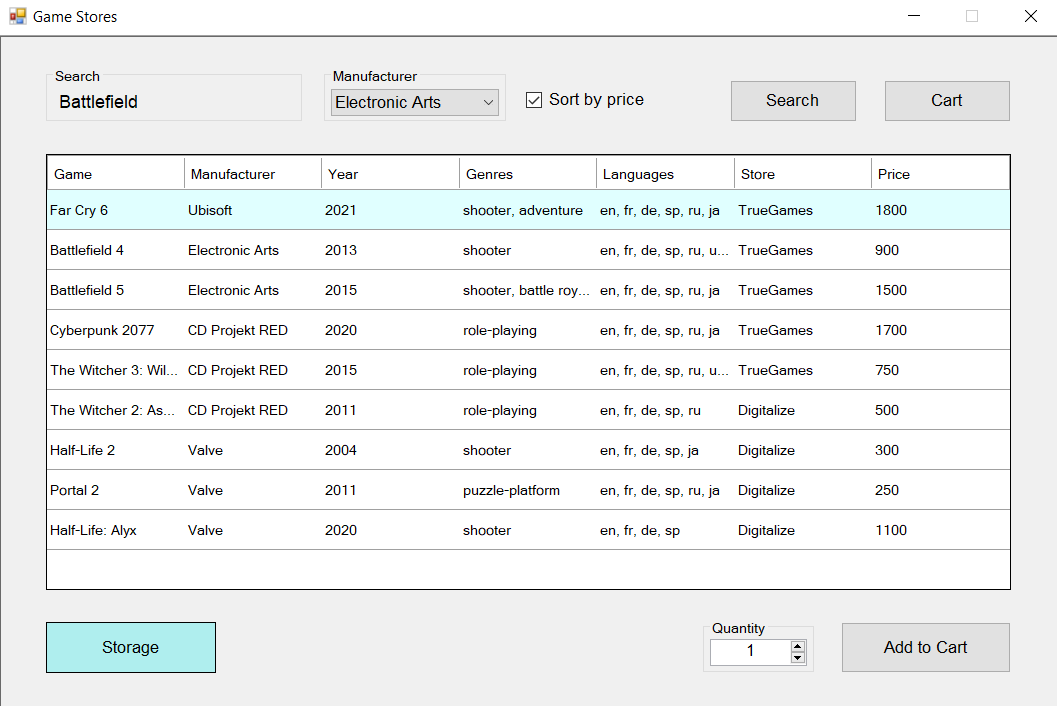 Game Stores
Search
Manufacturer
Battlefield
Electronic Arts
Sort by price
Search
Cart
Game Manufacturer Year Genres Languages Store Price
Far Cry 6 Ubisoft 2021 shooter, adventure en, fr, de, sp, ru, ja TrueGames 1800
Battlefield 4 Electronic Arts 2013 shooter en, fr, de, sp, ru, u... TrueGames 900
Battlefield 5 Electronic Arts 2015 shooter, battle roy... en, fr, de, sp, ru, ja TrueGames 1500
Cyberpunk 2077 CD Projekt RED 2020 role-playing en, fr, de, sp, ru, ja TrueGames 1700
The Witcher 3: Wil... CD Projekt RED 2015 role-playing en, fr, de, sp, ru, u... TrueGames 750
The Witcher 2: As... CD Projekt RED 2011 role-playing en, fr, de, sp, ru Digitalize 500
Half-Life 2 Valve 2004 shooter en, fr, de, sp, ja Digitalize 300
Portal 2 Valve 2011 puzzle-platform en, fr, de, sp, ru, ja Digitalize 250
Half-Life: Alyx Valve 2020 shooter en, fr, de, sp Digitalize 1100
Storage
Quantity
1
Add to Cart